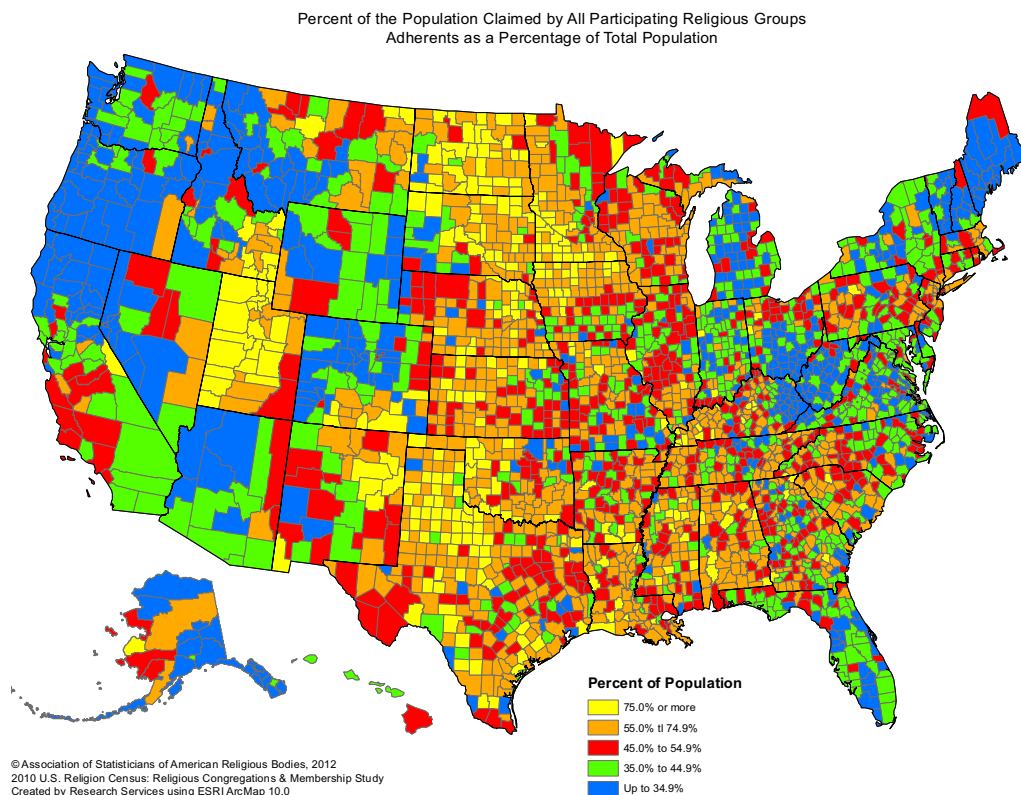 Percent of the Population Claimed by All Participating Religious Groups
Adherents as a Percentage of Total Population
Percent of Population
75.0% or more
55.0% tl 74.9%
45.0% to 54.9%
35.0% to 44.9%
Up to 34.9%
© Association of Statisticians of American Religious Bodies, 2012
2010 U.S. Religion Census: Religious Congregations & Membership Study
Created by Research Services using ESRI ArcMap 10.0